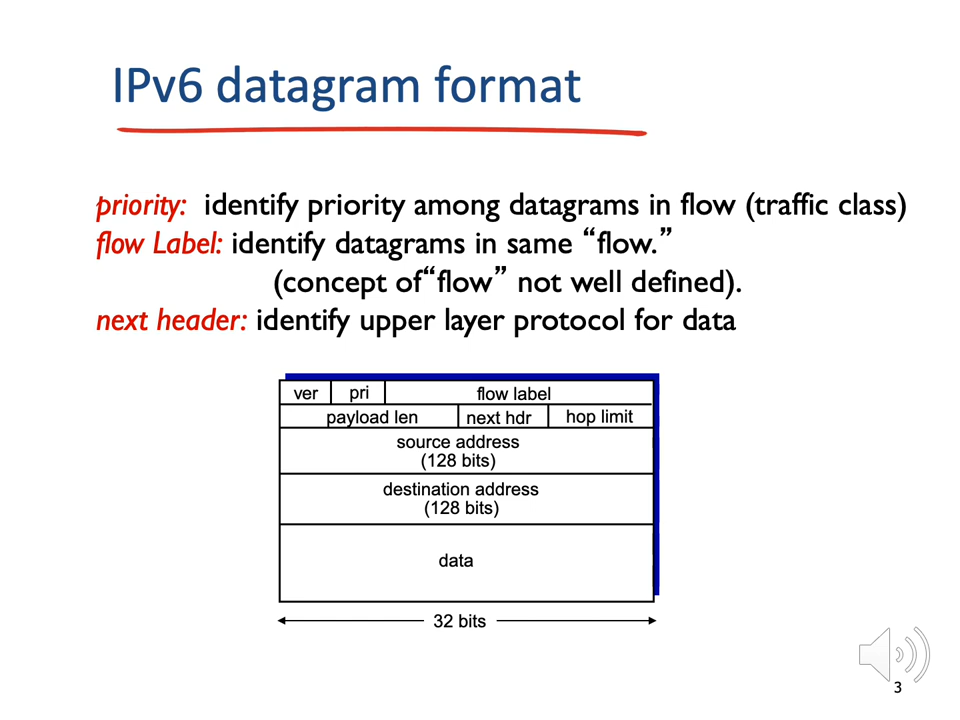 IPv6 datagram format
priority: identify priority among datagrams in flow (traffic class)
flow Label: identify datagrams in same “flow.”
(concept of“flow” not well defined).
next header: identify upper layer protocol for data
ver pri flow label
payload len next hdr hop limit
source address
(128 bits)
destination address
(128 bits)
data
32 bits
3